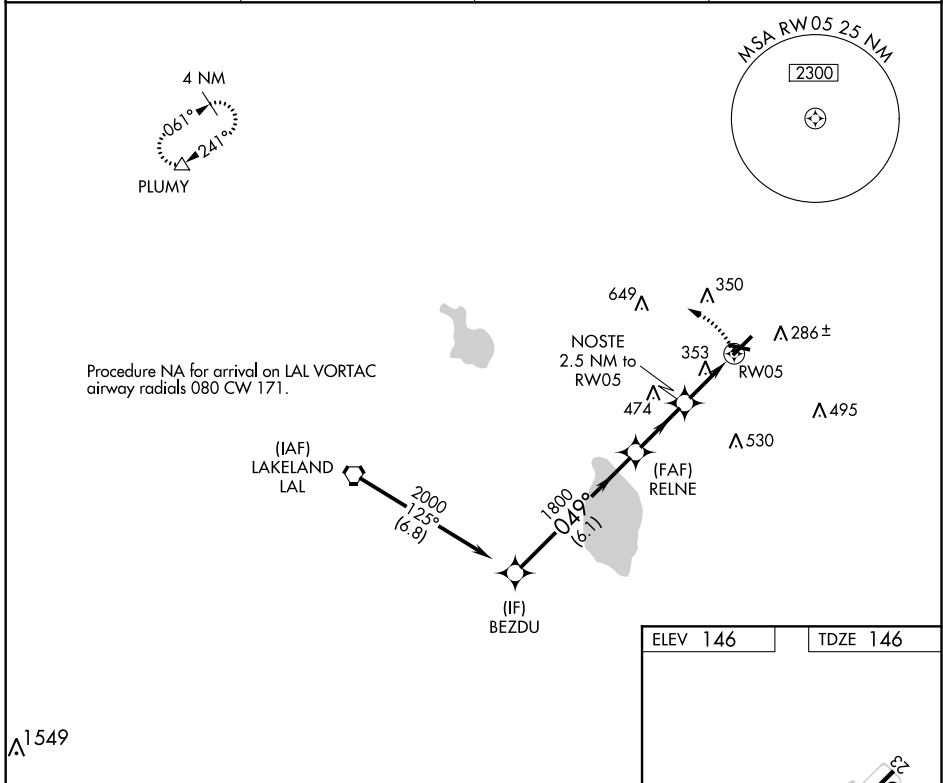 MSA RW05 25 NM
2300
4 NM
061°
241°
PLUMY
649
350
NOSTE
2.5 NM to
RW05
353
286±
RW05
474
495
530
Procedure NA for arrival on LAL VORTAC
airway radials 080 CW 171.
(IAF)
LAKELAND
LAL
2000
125°
(6.8)
1800
049°
(6.1)
(FAF)
RELNE
(IF)
BEZDU
ELEV 146
TDZE 146
1549
23